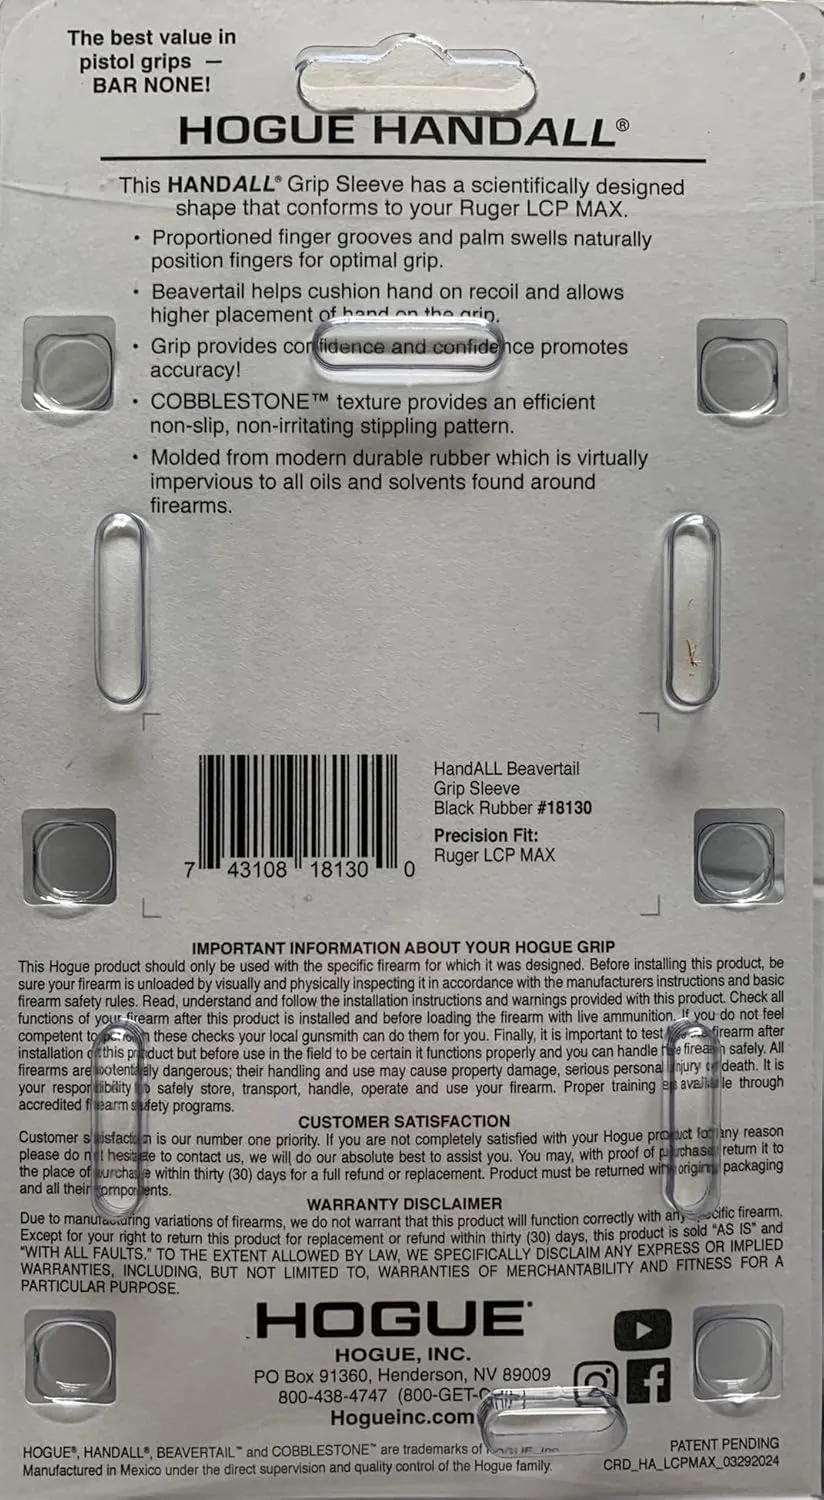 The best value in
pistol grips —
BAR NONE!
HOGUE HANDALL®
This HANDALL® Grip Sleeve has a scientifically designed
shape that conforms to your Ruger LCP MAX.
• Proportioned finger grooves and palm swells naturally
position fingers for optimal grip.
• Beavertail helps cushion hand on recoil and allows
higher placement of hand on the grip.
• Grip provides confidence and confidence promotes
accuracy!
• COBBLESTONE™ texture provides an efficient
non-slip, non-irritating stippling pattern.
• Molded from modern durable rubber which is virtually
impervious to all oils and solvents found around
firearms.
HandALL Beavertail
Grip Sleeve
Black Rubber #18130
Precision Fit:
Ruger LCP MAX
7 43108 18130 0
IMPORTANT INFORMATION ABOUT YOUR HOGUE GRIP
This Hogue product should only be used with the specific firearm for which it was designed. Before installing this product, be
sure your firearm is unloaded by visually and physically inspecting it in accordance with the manufacturers instructions and basic
firearm safety rules. Read, understand and follow the installation instructions and warnings provided with this product. Check all
functions of your firearm after this product is installed and before loading the firearm with live ammunition. If you do not feel
competent to perform these checks your local gunsmith can do them for you. Finally, it is important to test firearm after
installation of this product but before use in the field to be certain it functions properly and you can handle the firearm safely. All
firearms are potentially dangerous; their handling and use may cause property damage, serious personal injury or death. It is
your responsibility to safely store, transport, handle, operate and use your firearm. Proper training is available through
accredited firearm safety programs.
CUSTOMER SATISFACTION
Customer satisfaction is our number one priority. If you are not completely satisfied with your Hogue product for any reason
please do not hesitate to contact us, we will do our absolute best to assist you. You may, with proof of purchase return it to
the place of purchase within thirty (30) days for a full refund or replacement. Product must be returned with original packaging
and all their components.
WARRANTY DISCLAIMER
Due to manufacturing variations of firearms, we do not warrant that this product will function correctly with any specific firearm.
Except for your right to return this product for replacement or refund within thirty (30) days, this product is sold "AS IS" and
"WITH ALL FAULTS." TO THE EXTENT ALLOWED BY LAW, WE SPECIFICALLY DISCLAIM ANY EXPRESS OR IMPLIED
WARRANTIES, INCLUDING, BUT NOT LIMITED TO, WARRANTIES OF MERCHANTABILITY AND FITNESS FOR A
PARTICULAR PURPOSE.
HOGUE
HOGUE, INC.
PO Box 91360, Henderson, NV 89009
800-438-4747 (800-GET-GRIP)
Hogueinc.com
HOGUE®, HANDALL®, BEAVERTAIL™ and COBBLESTONE™ are trademarks of Hogue, Inc.
Manufactured in Mexico under the direct supervision and quality control of the Hogue family.
PATENT PENDING
CRD_HA_LCPMAX_03292024